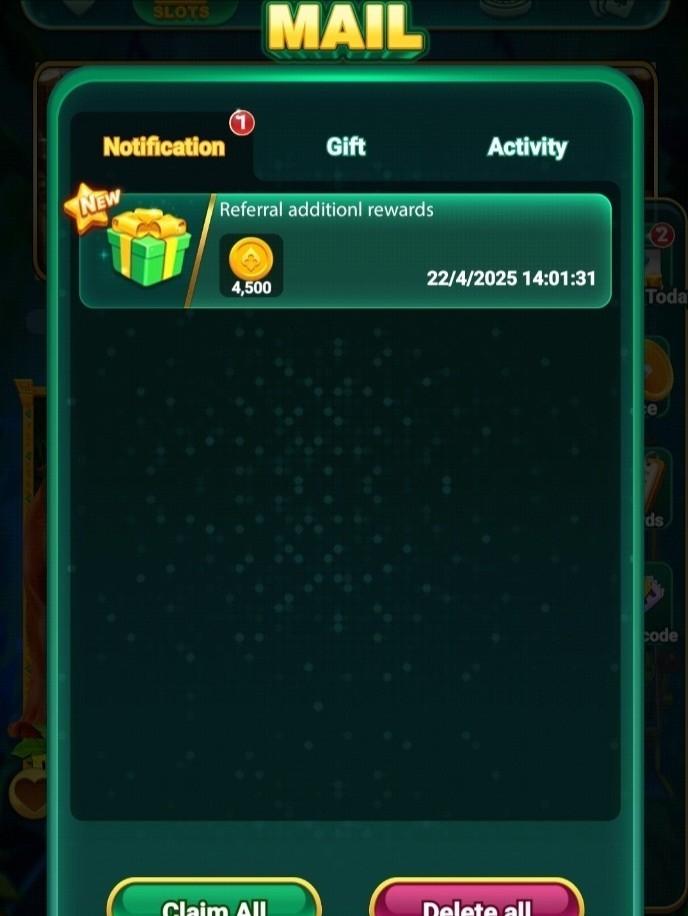 SLOTS
MAIL
1
Notification
Gift
Activity
NEW
Referral additionl rewards
4,500
22/4/2025 14:01:31
2
Toda
ce
ds
code
Claim All
Delete all